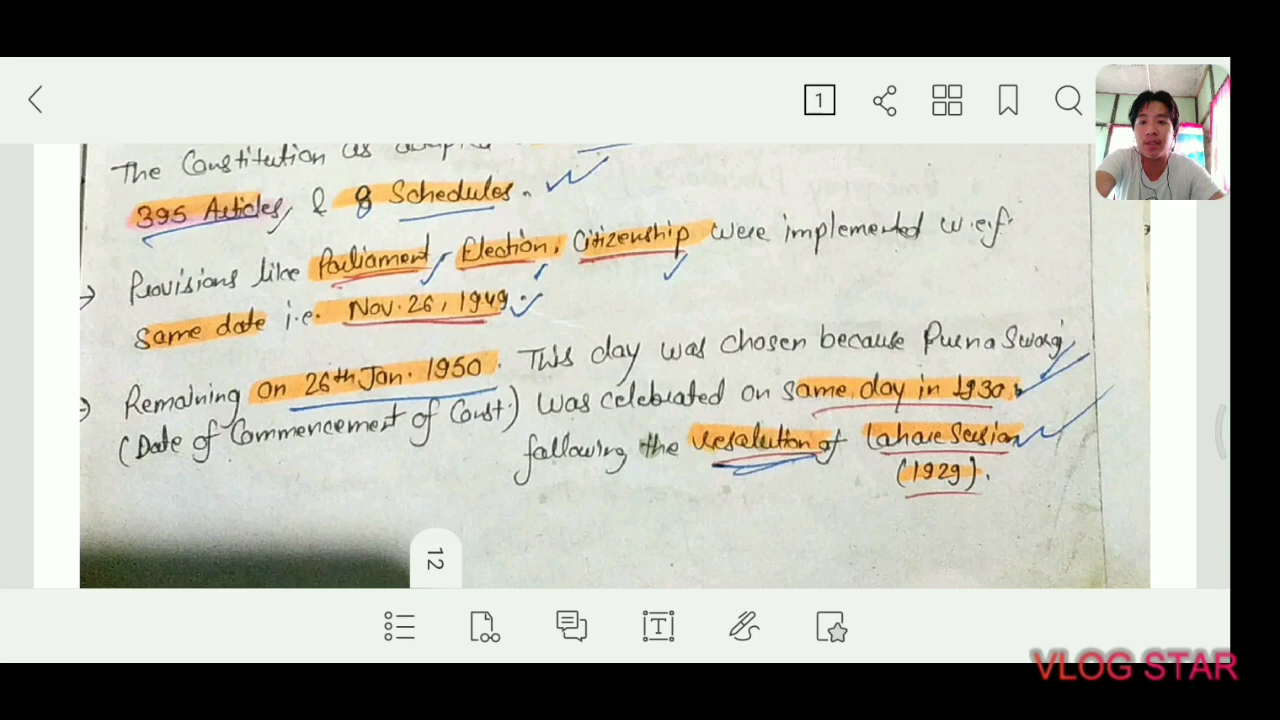 1
The Constitution as
395 Articles, & 8 Schedules.
→ Provisions like Parliament, Election, Citizenship were implemented w.e.f.
same date i.e. Nov. 26, 1949.
→ Remaining on 26th Jan. 1950. This day was chosen because Purna Swaraj
(Date of Commencement of Const.) was celebrated on same day in 1930,
following the resolution of Lahore Session
(1929).
12
T
VLOG STAR